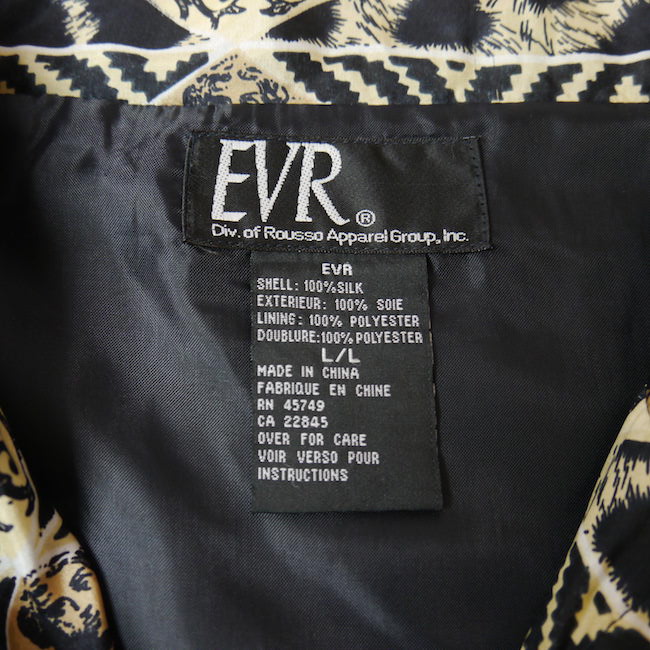 EVR®
Div. of Rousso Apparel Group, Inc.
EVR
SHELL: 100% SILK
EXTERIEUR: 100% SOIE
LINING: 100% POLYESTER
DOUBLURE:100% POLYESTER
L/L
MADE IN CHINA
FABRIQUE EN CHINE
RN 45749
CA 22845
OVER FOR CARE
VOIR VERSO POUR
INSTRUCTIONS